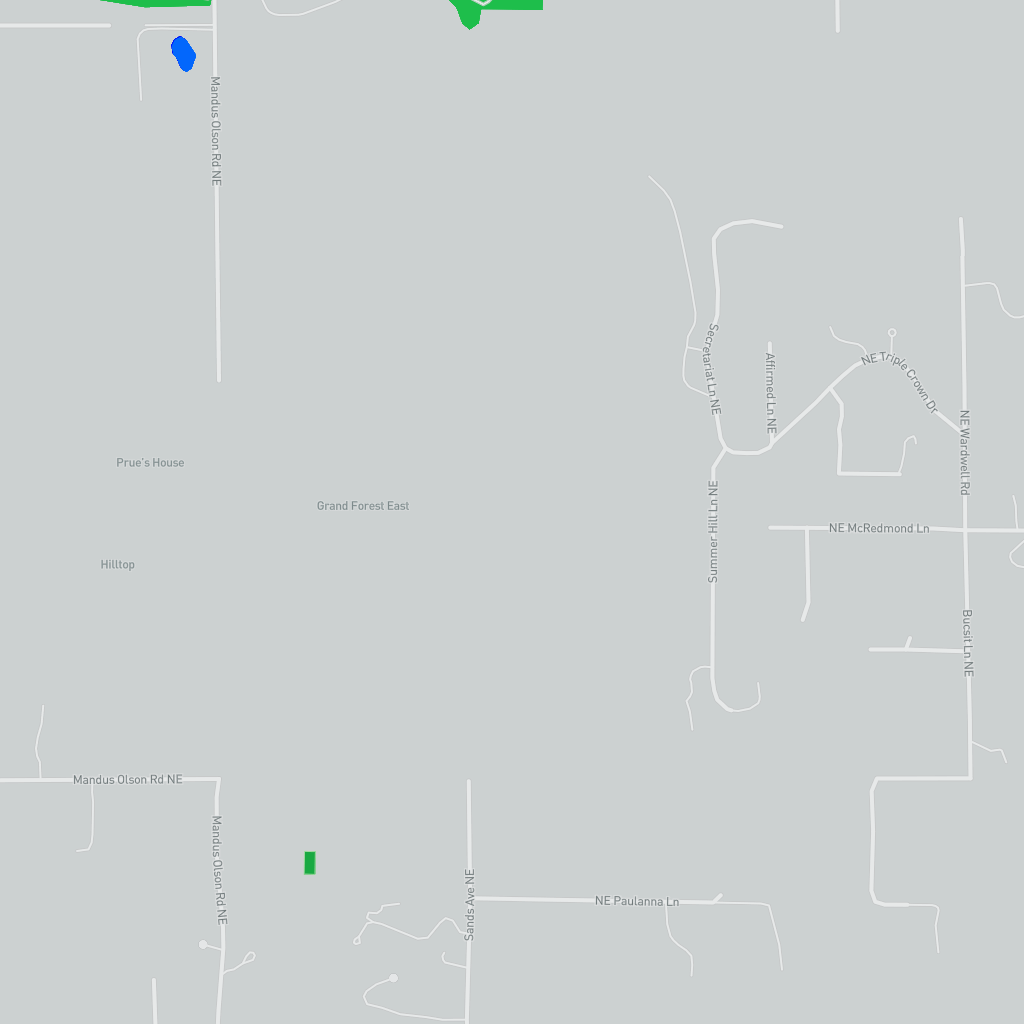 Mandus Olson Rd NE
Secretariat Ln NE
Affirmed Ln NE
NE Triple Crown Dr
NE Wardwell Rd
Prue's House
Grand Forest East
Summer Hill Ln NE
NE McRedmond Ln
Hilltop
Bucsit Ln NE
Mandus Olson Rd NE
Mandus Olson Rd NE
Sands Ave NE
NE Paulanna Ln